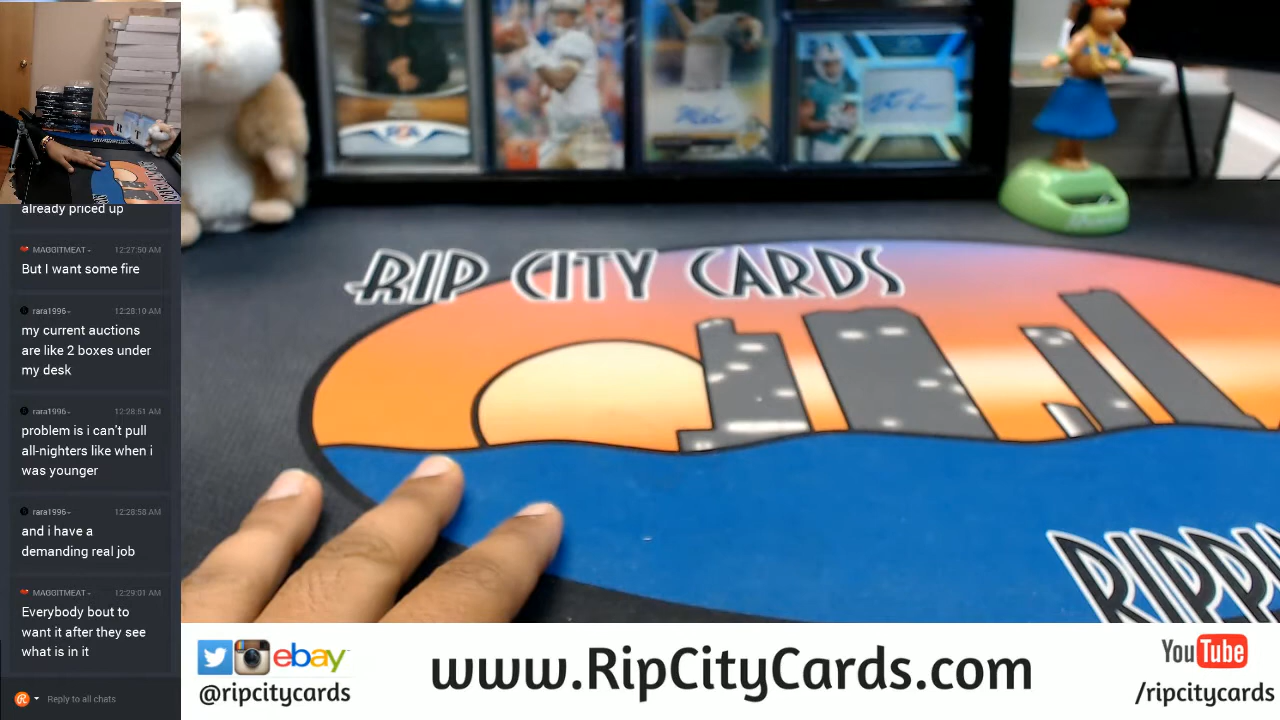 already priced up
MAGGITMEAT 12:27:50 AM
But I want some fire
rara1996 12:28:10 AM
my current auctions
are like 2 boxes under
my desk
rara1996 12:28:51 AM
problem is i can't pull
all-nighters like when i
was younger
rara1996 12:28:58 AM
and i have a
demanding real job
MAGGITMEAT 12:29:01 AM
Everybody bout to
want it after they see
what is in it
Reply to all chats
RIP CITY CARDS
ebay
@ripcitycards
www.RipCityCards.com
YouTube
/ripcitycards